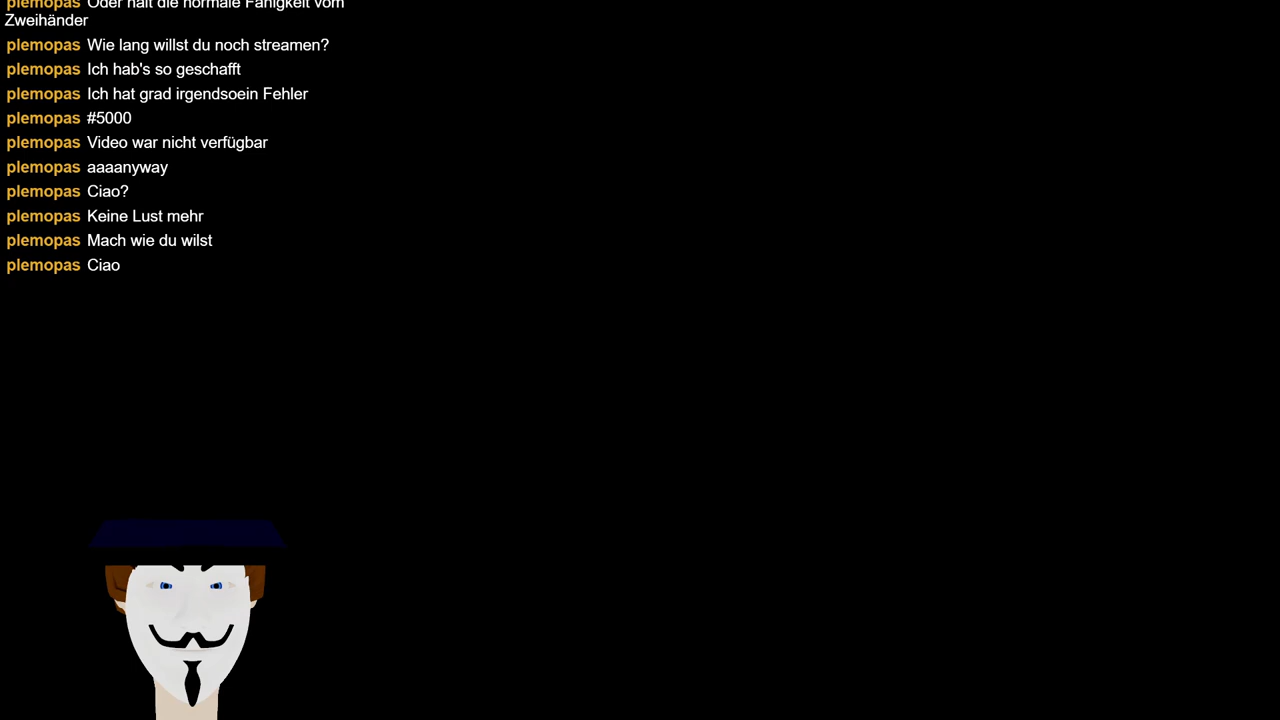 plemopas Oder halt die normale Fähigkeit vom
Zweihänder
plemopas Wie lang willst du noch streamen?
plemopas Ich hab's so geschafft
plemopas Ich hat grad irgendsoein Fehler
plemopas #5000
plemopas Video war nicht verfügbar
plemopas aaaanyway
plemopas Ciao?
plemopas Keine Lust mehr
plemopas Mach wie du wilst
plemopas Ciao